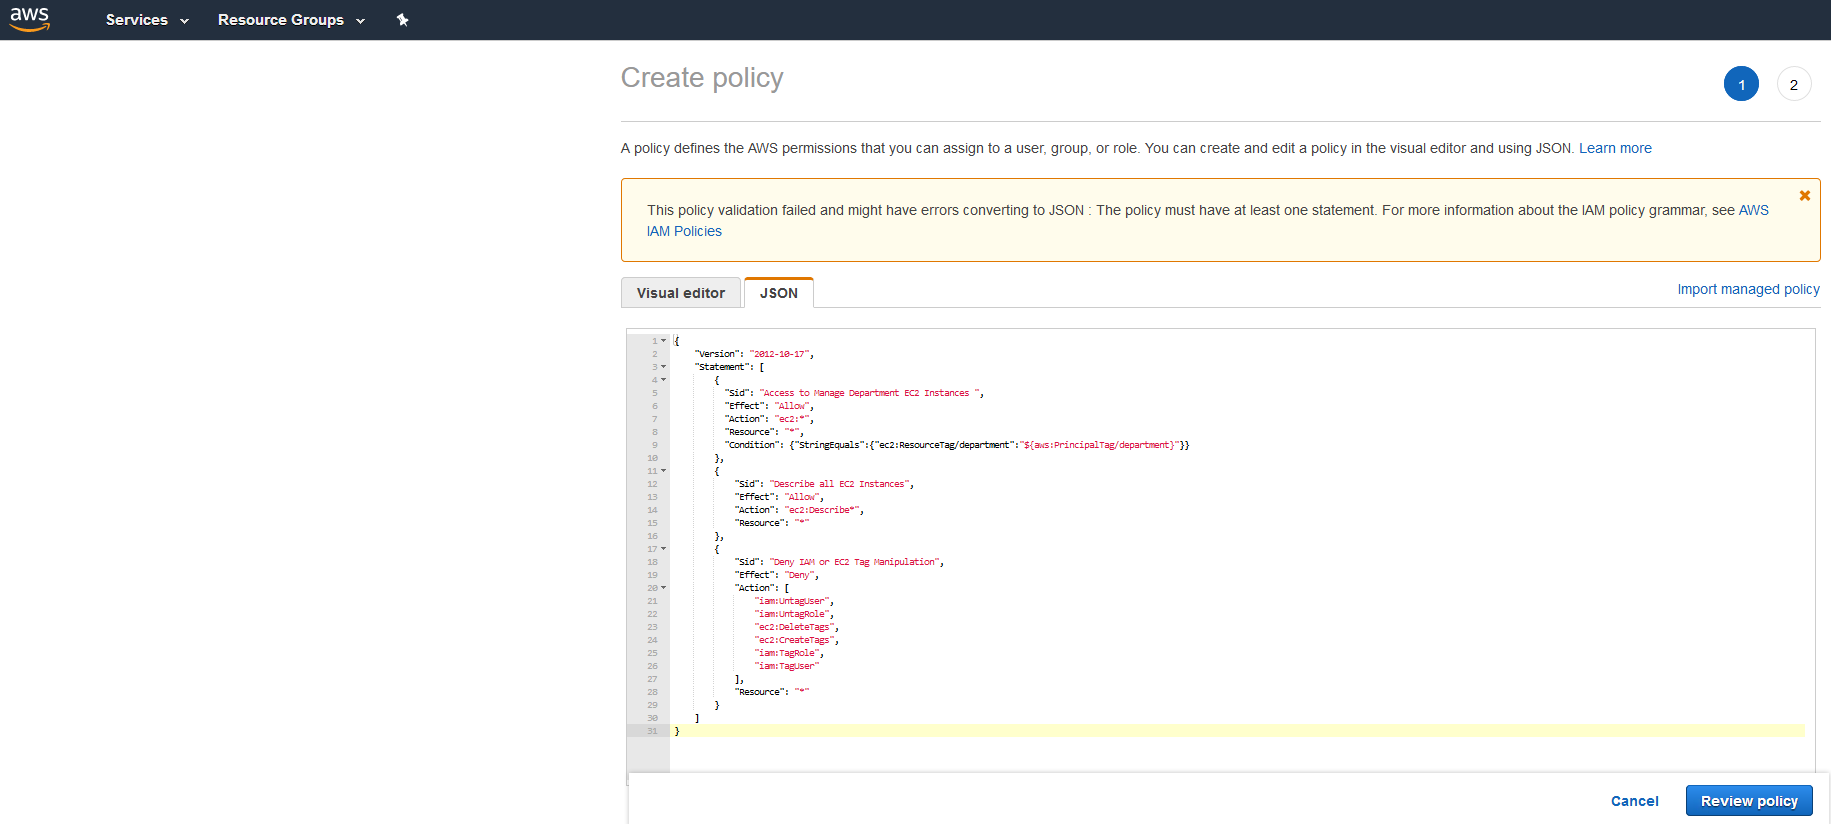 aws Services Resource Groups
Create policy
1 2
A policy defines the AWS permissions that you can assign to a user, group, or role. You can create and edit a policy in the visual editor and using JSON. Learn more
This policy validation failed and might have errors converting to JSON : The policy must have at least one statement. For more information about the IAM policy grammar, see AWS
IAM Policies
Visual editor JSON Import managed policy
1 {
2 "Version": "2012-10-17",
3 "Statement": [
4 {
5 "Sid": "Access to Manage Department EC2 Instances ",
6 "Effect": "Allow",
7 "Action": "ec2:*",
8 "Resource": "*",
9 "Condition": {"StringEquals":{"ec2:ResourceTag/department":"${aws:PrincipalTag/department}"}}
10 },
11 {
12 "Sid": "Describe all EC2 Instances",
13 "Effect": "Allow",
14 "Action": "ec2:Describe*",
15 "Resource": "*"
16 },
17 {
18 "Sid": "Deny IAM or EC2 Tag Manipulation",
19 "Effect": "Deny",
20 "Action": [
21 "iam:UntagUser",
22 "iam:UntagRole",
23 "ec2:DeleteTags",
24 "ec2:CreateTags",
25 "iam:TagRole",
26 "iam:TagUser"
27 ],
28 "Resource": "*"
29 }
30 ]
31 }
Cancel Review policy